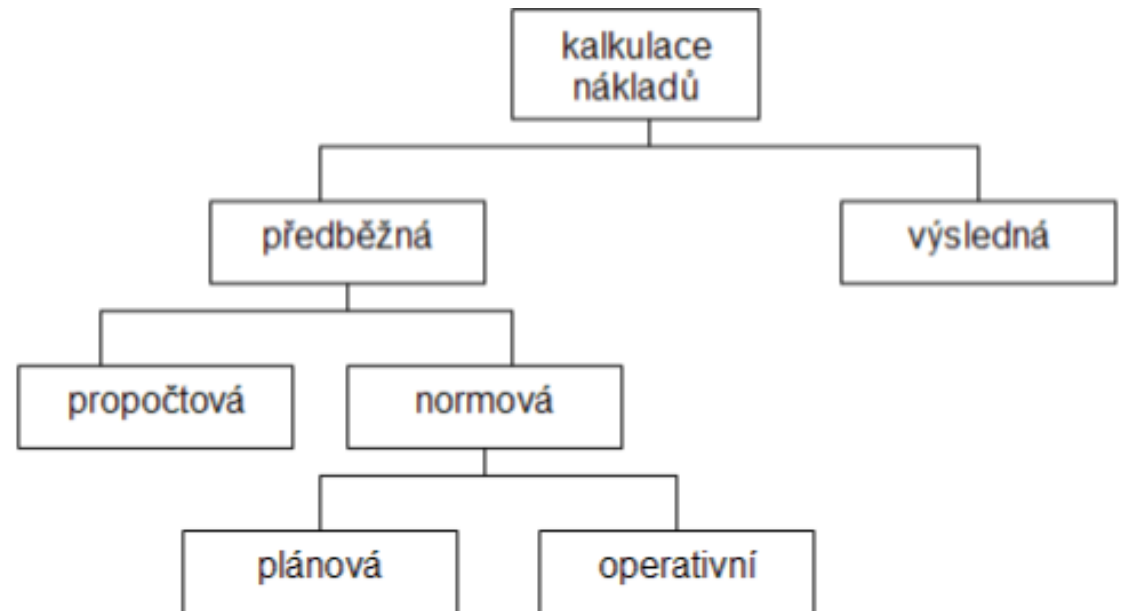 kalkulace
nákladů
předběžná
výsledná
propočtová
normová
plánová
operativní